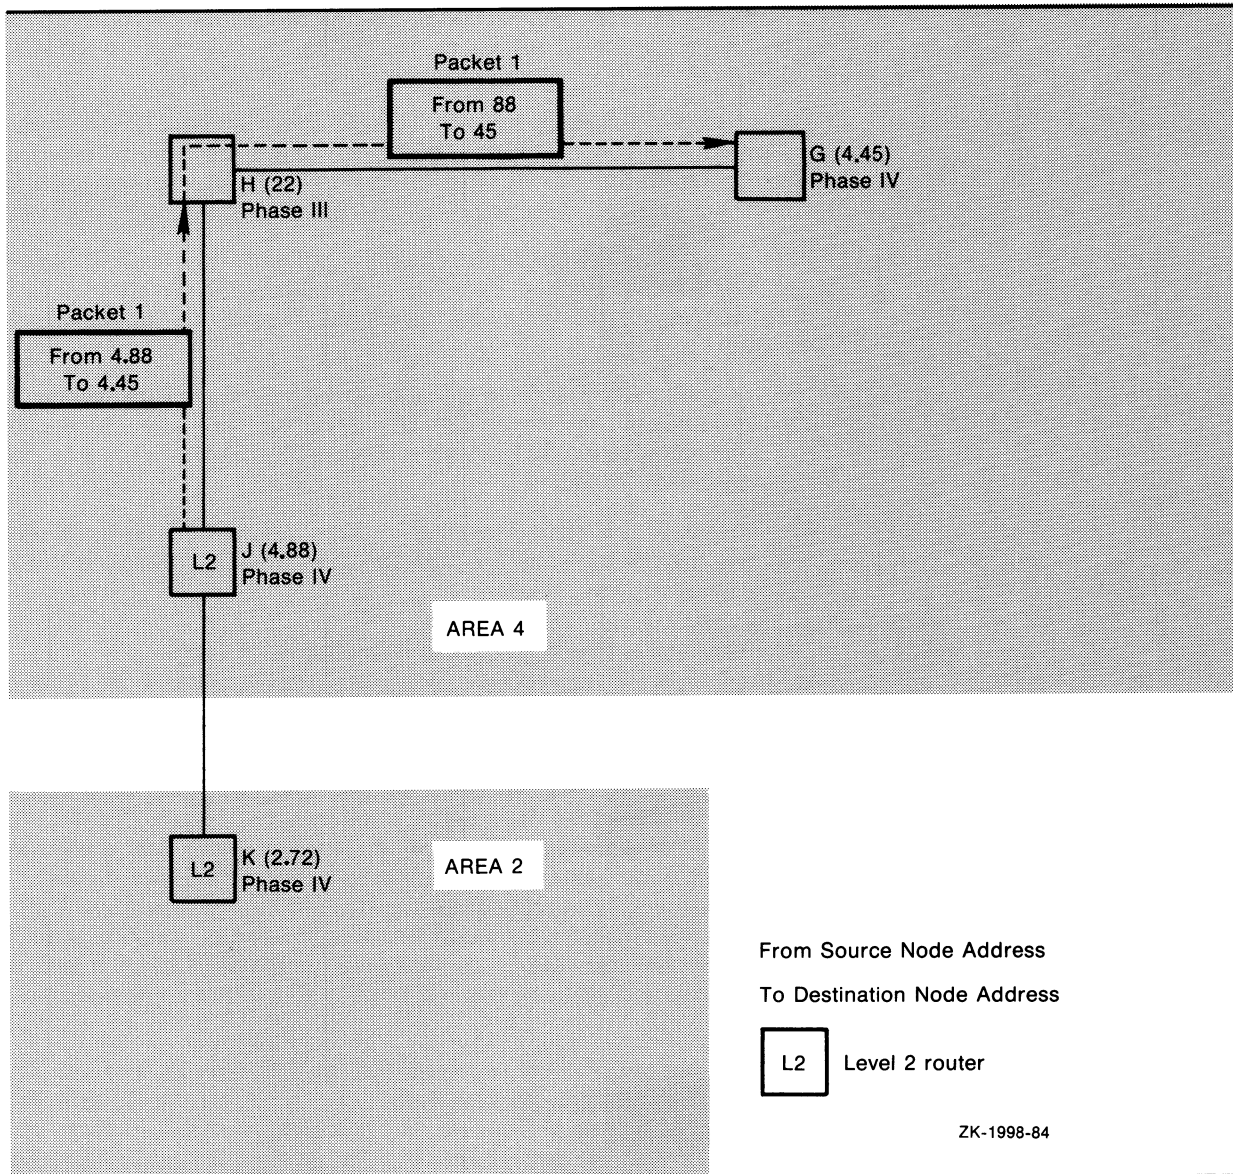 Packet 1
From 88
To 45
G (4.45)
Phase IV
H (22)
Phase III
Packet 1
From 4.88
To 4.45
L2
J (4.88)
Phase IV
AREA 4
L2
K (2.72)
Phase IV
AREA 2
From Source Node Address
To Destination Node Address
L2
Level 2 router
ZK-1998-84